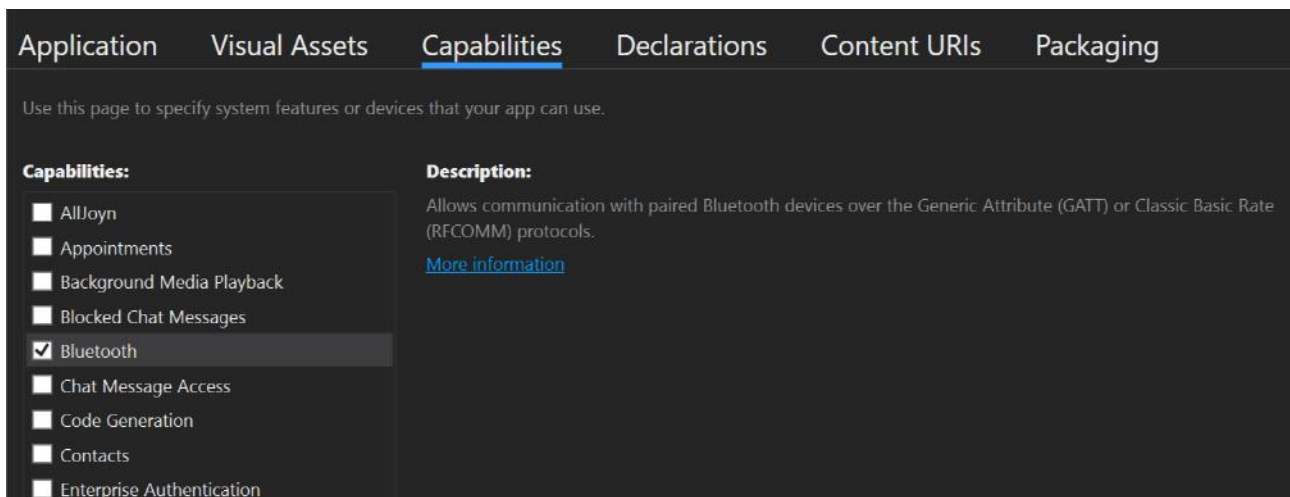 Application Visual Assets Capabilities Declarations Content URIs Packaging
Use this page to specify system features or devices that your app can use.
Capabilities:
AllJoyn
Appointments
Background Media Playback
Blocked Chat Messages
Bluetooth
Chat Message Access
Code Generation
Contacts
Enterprise Authentication
Description:
Allows communication with paired Bluetooth devices over the Generic Attribute (GATT) or Classic Basic Rate
(RFCOMM) protocols.
More information